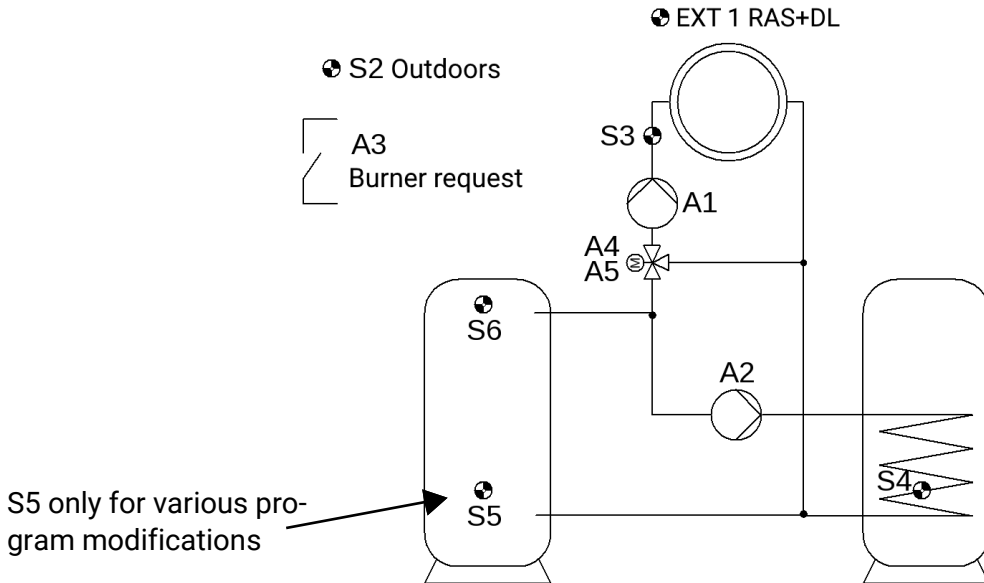 EXT 1 RAS+DL
S2 Outdoors
S3
A3
Burner request
A1
A4
A5
M
S6
A2
S4
S5
S5 only for various pro-
gram modifications